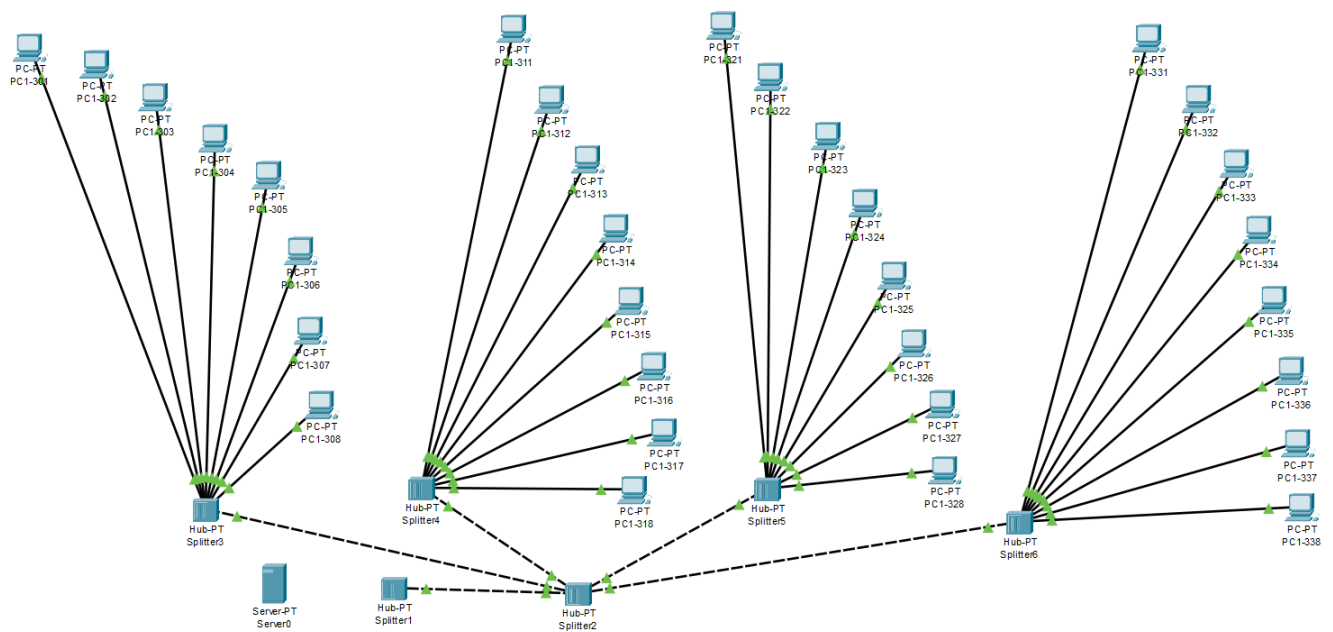 PC-PT
PC1-301
PC-PT
PC1-302
PC-PT
PC1-303
PC-PT
PC1-304
PC-PT
PC1-305
PC-PT
PC1-306
PC-PT
PC1-307
PC-PT
PC1-308
Hub-PT
Splitter3
PC-PT
PC1-311
PC-PT
PC1-312
PC-PT
PC1-313
PC-PT
PC1-314
PC-PT
PC1-315
PC-PT
PC1-316
PC-PT
PC1-317
PC-PT
PC1-318
Hub-PT
Splitter4
PC-PT
PC1-321
PC-PT
PC1-322
PC-PT
PC1-323
PC-PT
PC1-324
PC-PT
PC1-325
PC-PT
PC1-326
PC-PT
PC1-327
PC-PT
PC1-328
Hub-PT
Splitter5
PC-PT
PC1-331
PC-PT
PC1-332
PC-PT
PC1-333
PC-PT
PC1-334
PC-PT
PC1-335
PC-PT
PC1-336
PC-PT
PC1-337
PC-PT
PC1-338
Hub-PT
Splitter6
Server-PT
Server0
Hub-PT
Splitter1
Hub-PT
Splitter2